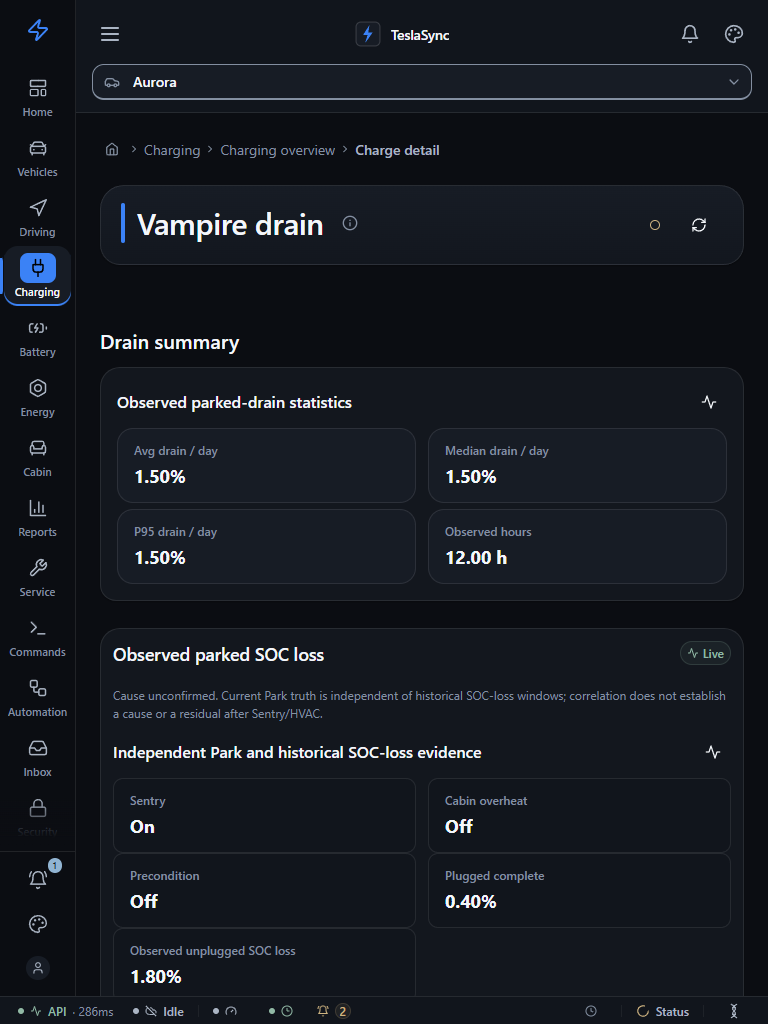 TeslaSync
Aurora
Home
Vehicles
Driving
Charging
Battery
Energy
Cabin
Reports
Service
Commands
Automation
Inbox
Security
1
Charging
Charging overview
Charge detail
Vampire drain
Drain summary
Observed parked-drain statistics
Avg drain / day
1.50%
Median drain / day
1.50%
P95 drain / day
1.50%
Observed hours
12.00 h
Observed parked SOC loss
Live
Cause unconfirmed. Current Park truth is independent of historical SOC-loss windows; correlation does not establish
a cause or a residual after Sentry/HVAC.
Independent Park and historical SOC-loss evidence
Sentry
On
Cabin overheat
Off
Precondition
Off
Plugged complete
0.40%
Observed unplugged SOC loss
1.80%
API · 286ms
Idle
2
Status